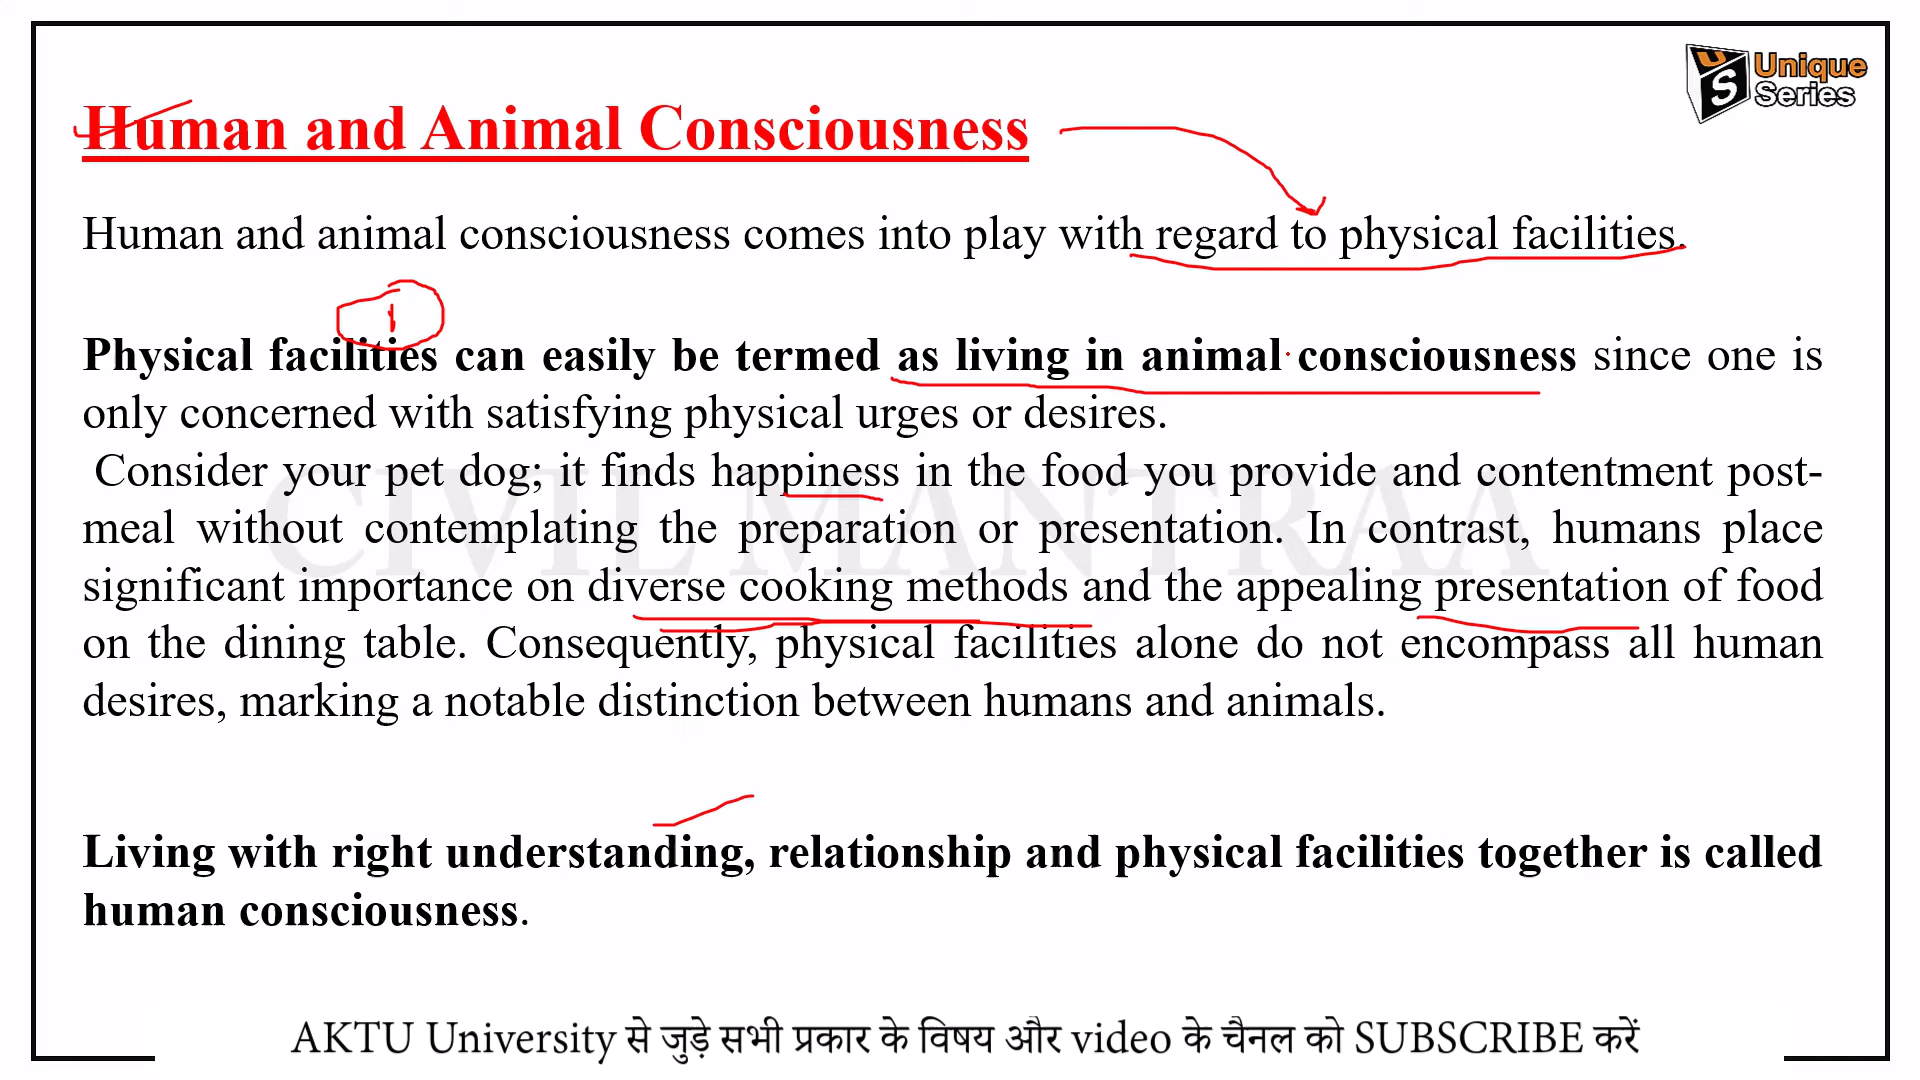 US Unique
Series
Human and Animal Consciousness
Human and animal consciousness comes into play with regard to physical facilities.
1
Physical facilities can easily be termed as living in animal consciousness since one is
only concerned with satisfying physical urges or desires.
Consider your pet dog; it finds happiness in the food you provide and contentment post-
meal without contemplating the preparation or presentation. In contrast, humans place
significant importance on diverse cooking methods and the appealing presentation of food
on the dining table. Consequently, physical facilities alone do not encompass all human
desires, marking a notable distinction between humans and animals.
CIVIL MANTRAA
Living with right understanding, relationship and physical facilities together is called
human consciousness.
AKTU University से जुड़े सभी प्रकार के विषय और video के चैनल को SUBSCRIBE करें